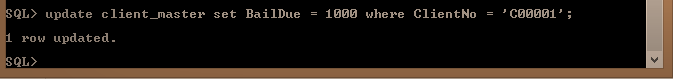 SQL> update client_master set BailDue = 1000 where ClientNo = 'C00001';
1 row updated.
SQL>